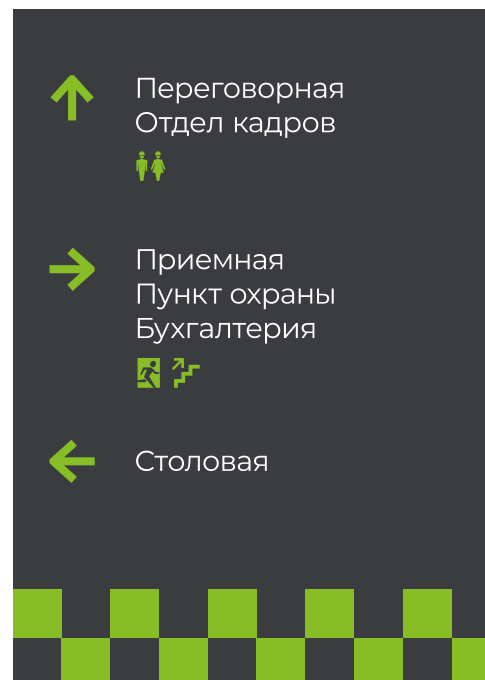 Переговорная
Отдел кадров
Приемная
Пункт охраны
Бухгалтерия
Столовая